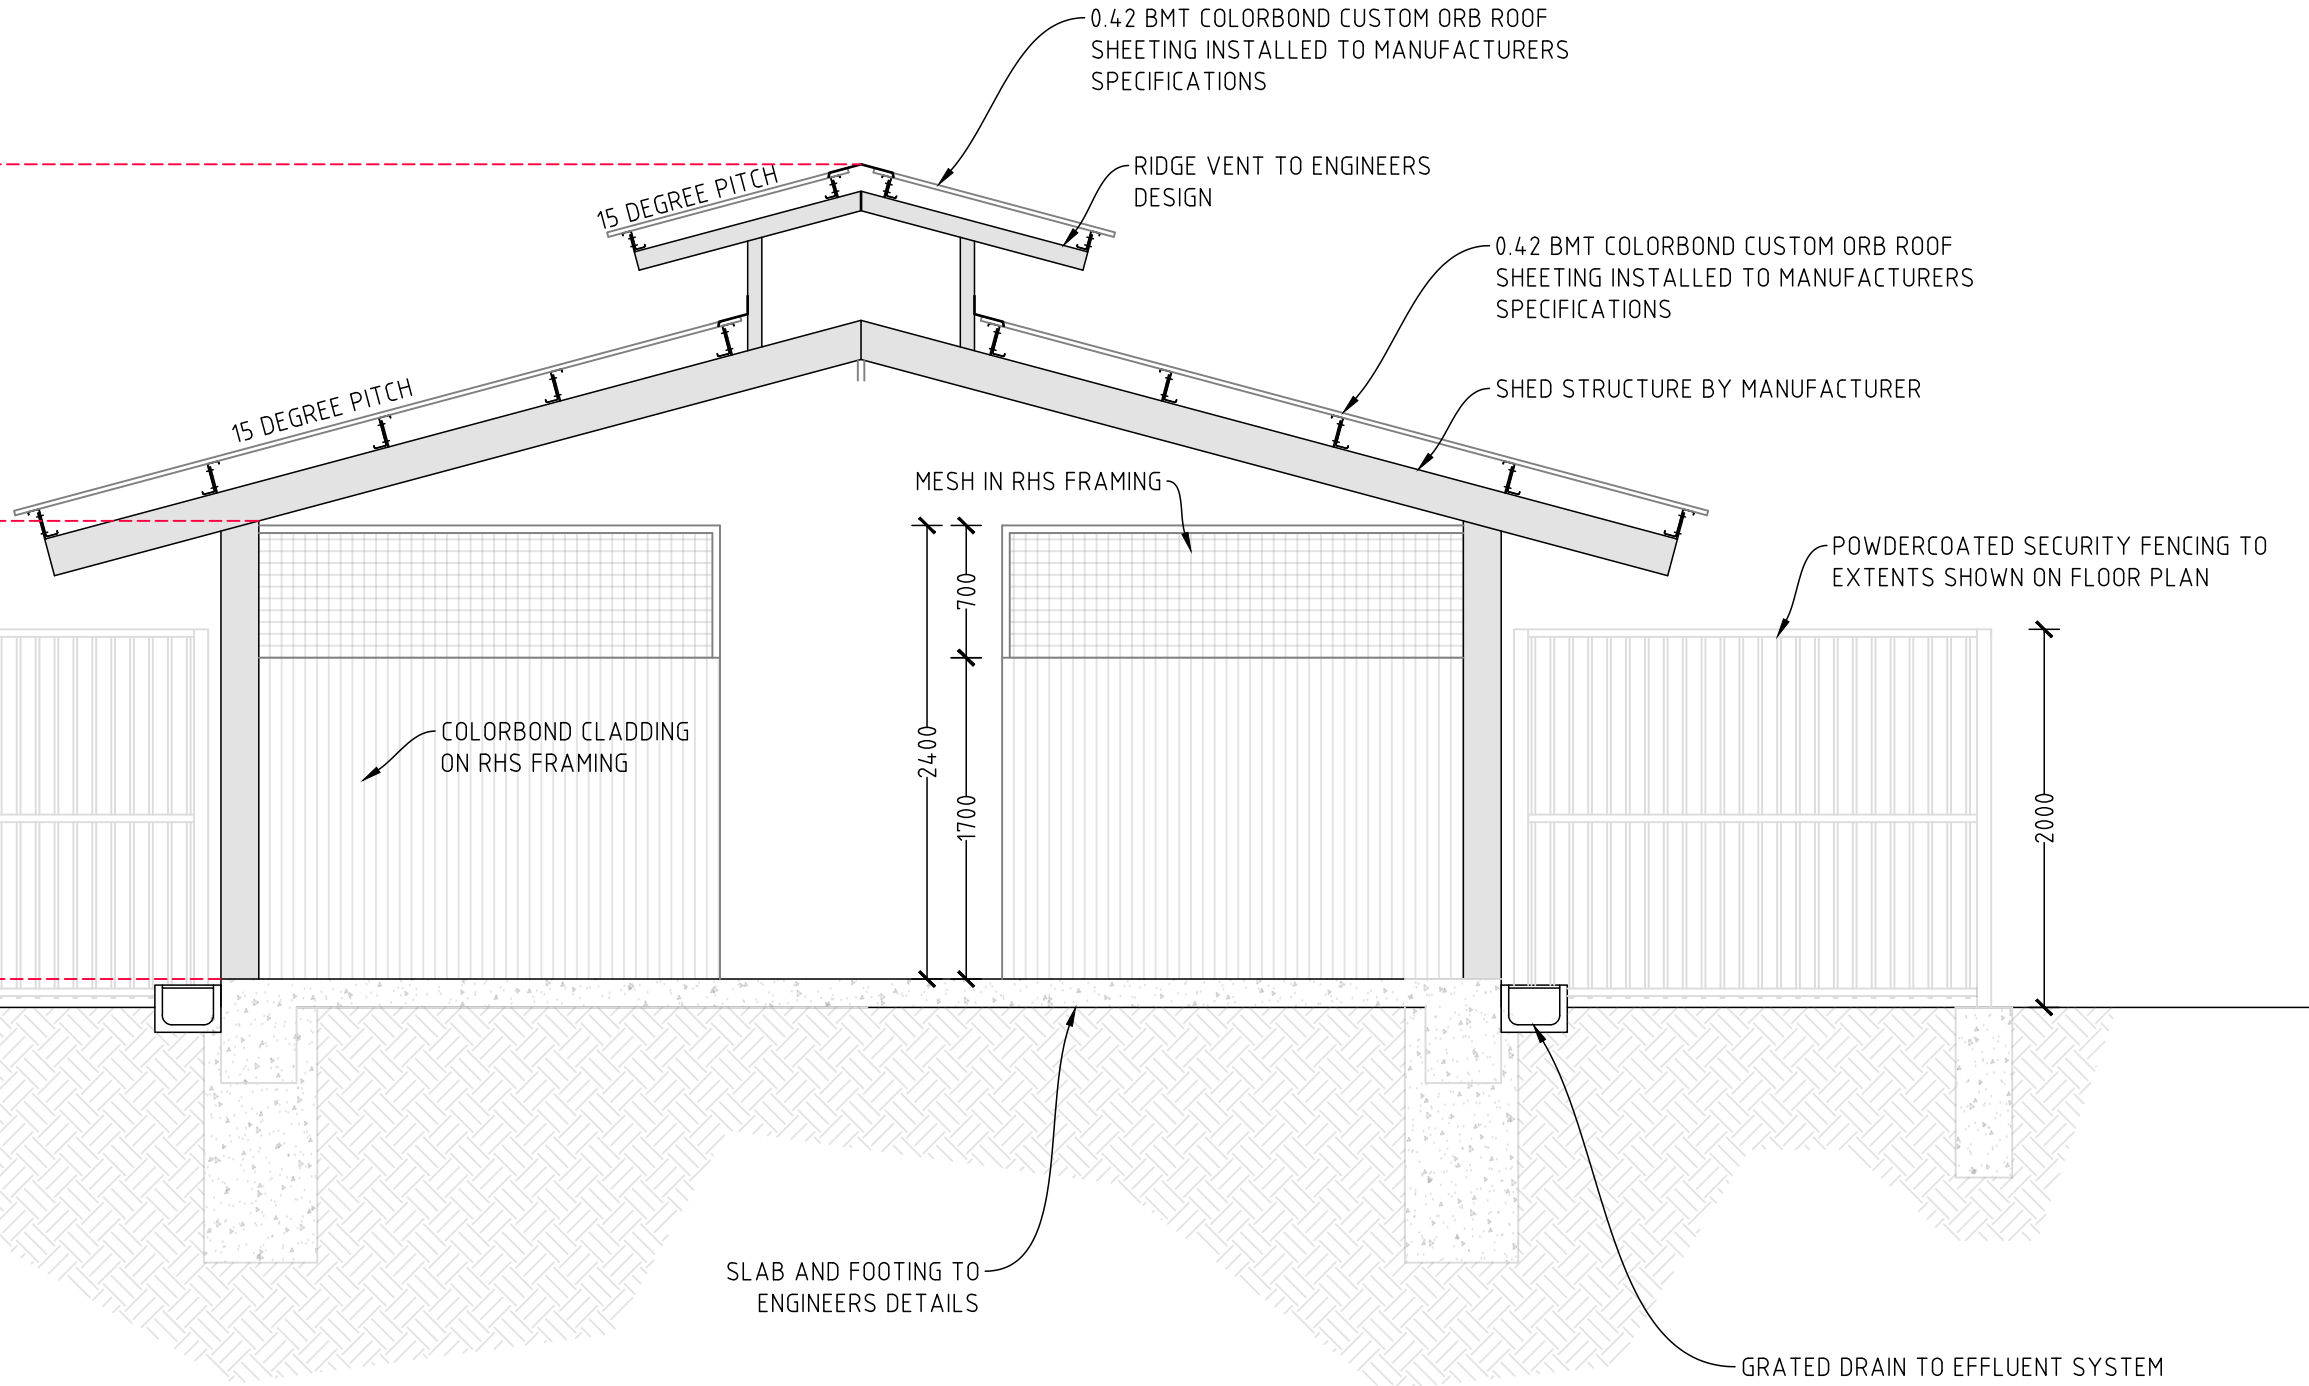 0.42 BMT COLORBOND CUSTOM ORB ROOF
SHEETING INSTALLED TO MANUFACTURERS
SPECIFICATIONS
RIDGE VENT TO ENGINEERS
DESIGN
15 DEGREE PITCH
0.42 BMT COLORBOND CUSTOM ORB ROOF
SHEETING INSTALLED TO MANUFACTURERS
SPECIFICATIONS
15 DEGREE PITCH
SHED STRUCTURE BY MANUFACTURER
MESH IN RHS FRAMING
POWDERCOATED SECURITY FENCING TO
EXTENTS SHOWN ON FLOOR PLAN
700
COLORBOND CLADDING
ON RHS FRAMING
2400
1700
2000
SLAB AND FOOTING TO
ENGINEERS DETAILS
GRATED DRAIN TO EFFLUENT SYSTEM